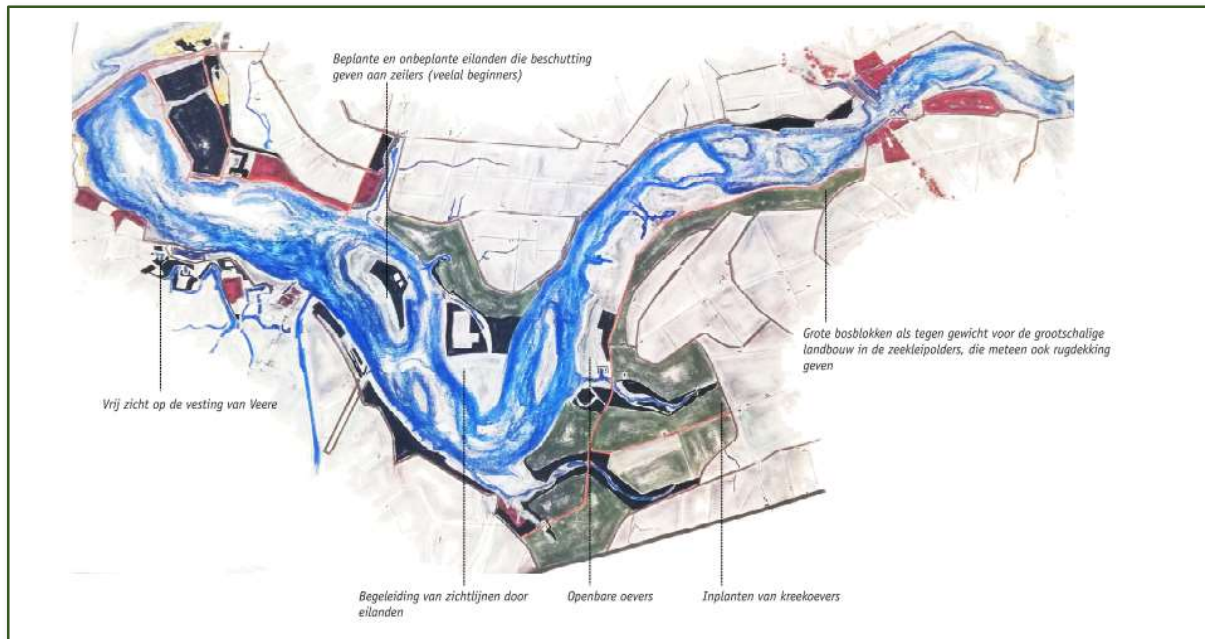 Beplante en onbeplante eilanden die beschutting
geven aan zeilers (veelal beginners)
Grote bosblokken als tegen gewicht voor de grootschalige
landbouw in de zeekleipolders, die meteen ook rugdekking
geven
Vrij zicht op de vesting van Veere
Begeleiding van zichtlijnen door
eilanden
Openbare oevers
Inplanten van kreekoevers